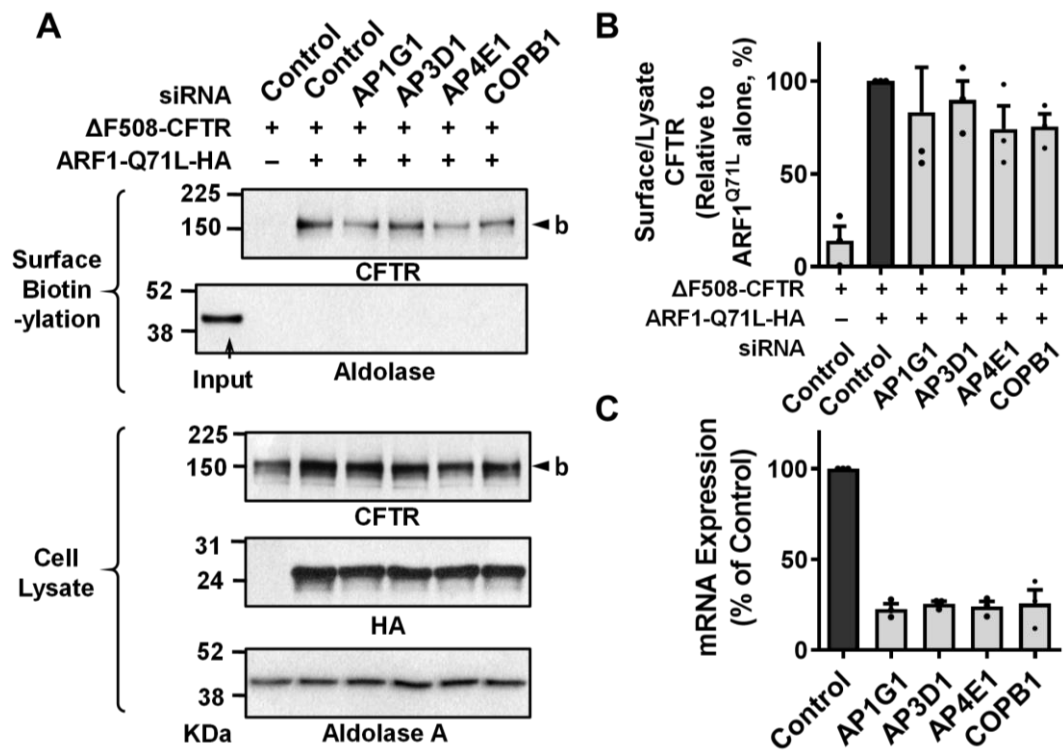 A
siRNA
Control
Control
AP1G1
AP3D1
AP4E1
COPB1
ΔF508-CFTR + + + + + +
ARF1-Q71L-HA – + + + + +
Surface
Biotin
-ylation
225
150
b
CFTR
52
38
Input
Aldolase
Cell
Lysate
225
150
b
CFTR
31
24
HA
52
38
KDa
Aldolase A
B
Surface/Lysate
CFTR
(Relative to
ARF1Q71L alone, %)
100
50
0
ΔF508-CFTR + + + + + +
ARF1-Q71L-HA – + + + + +
siRNA
Control
Control
AP1G1
AP3D1
AP4E1
COPB1
C
mRNA Expression
(% of Control)
100
50
0
Control
AP1G1
AP3D1
AP4E1
COPB1